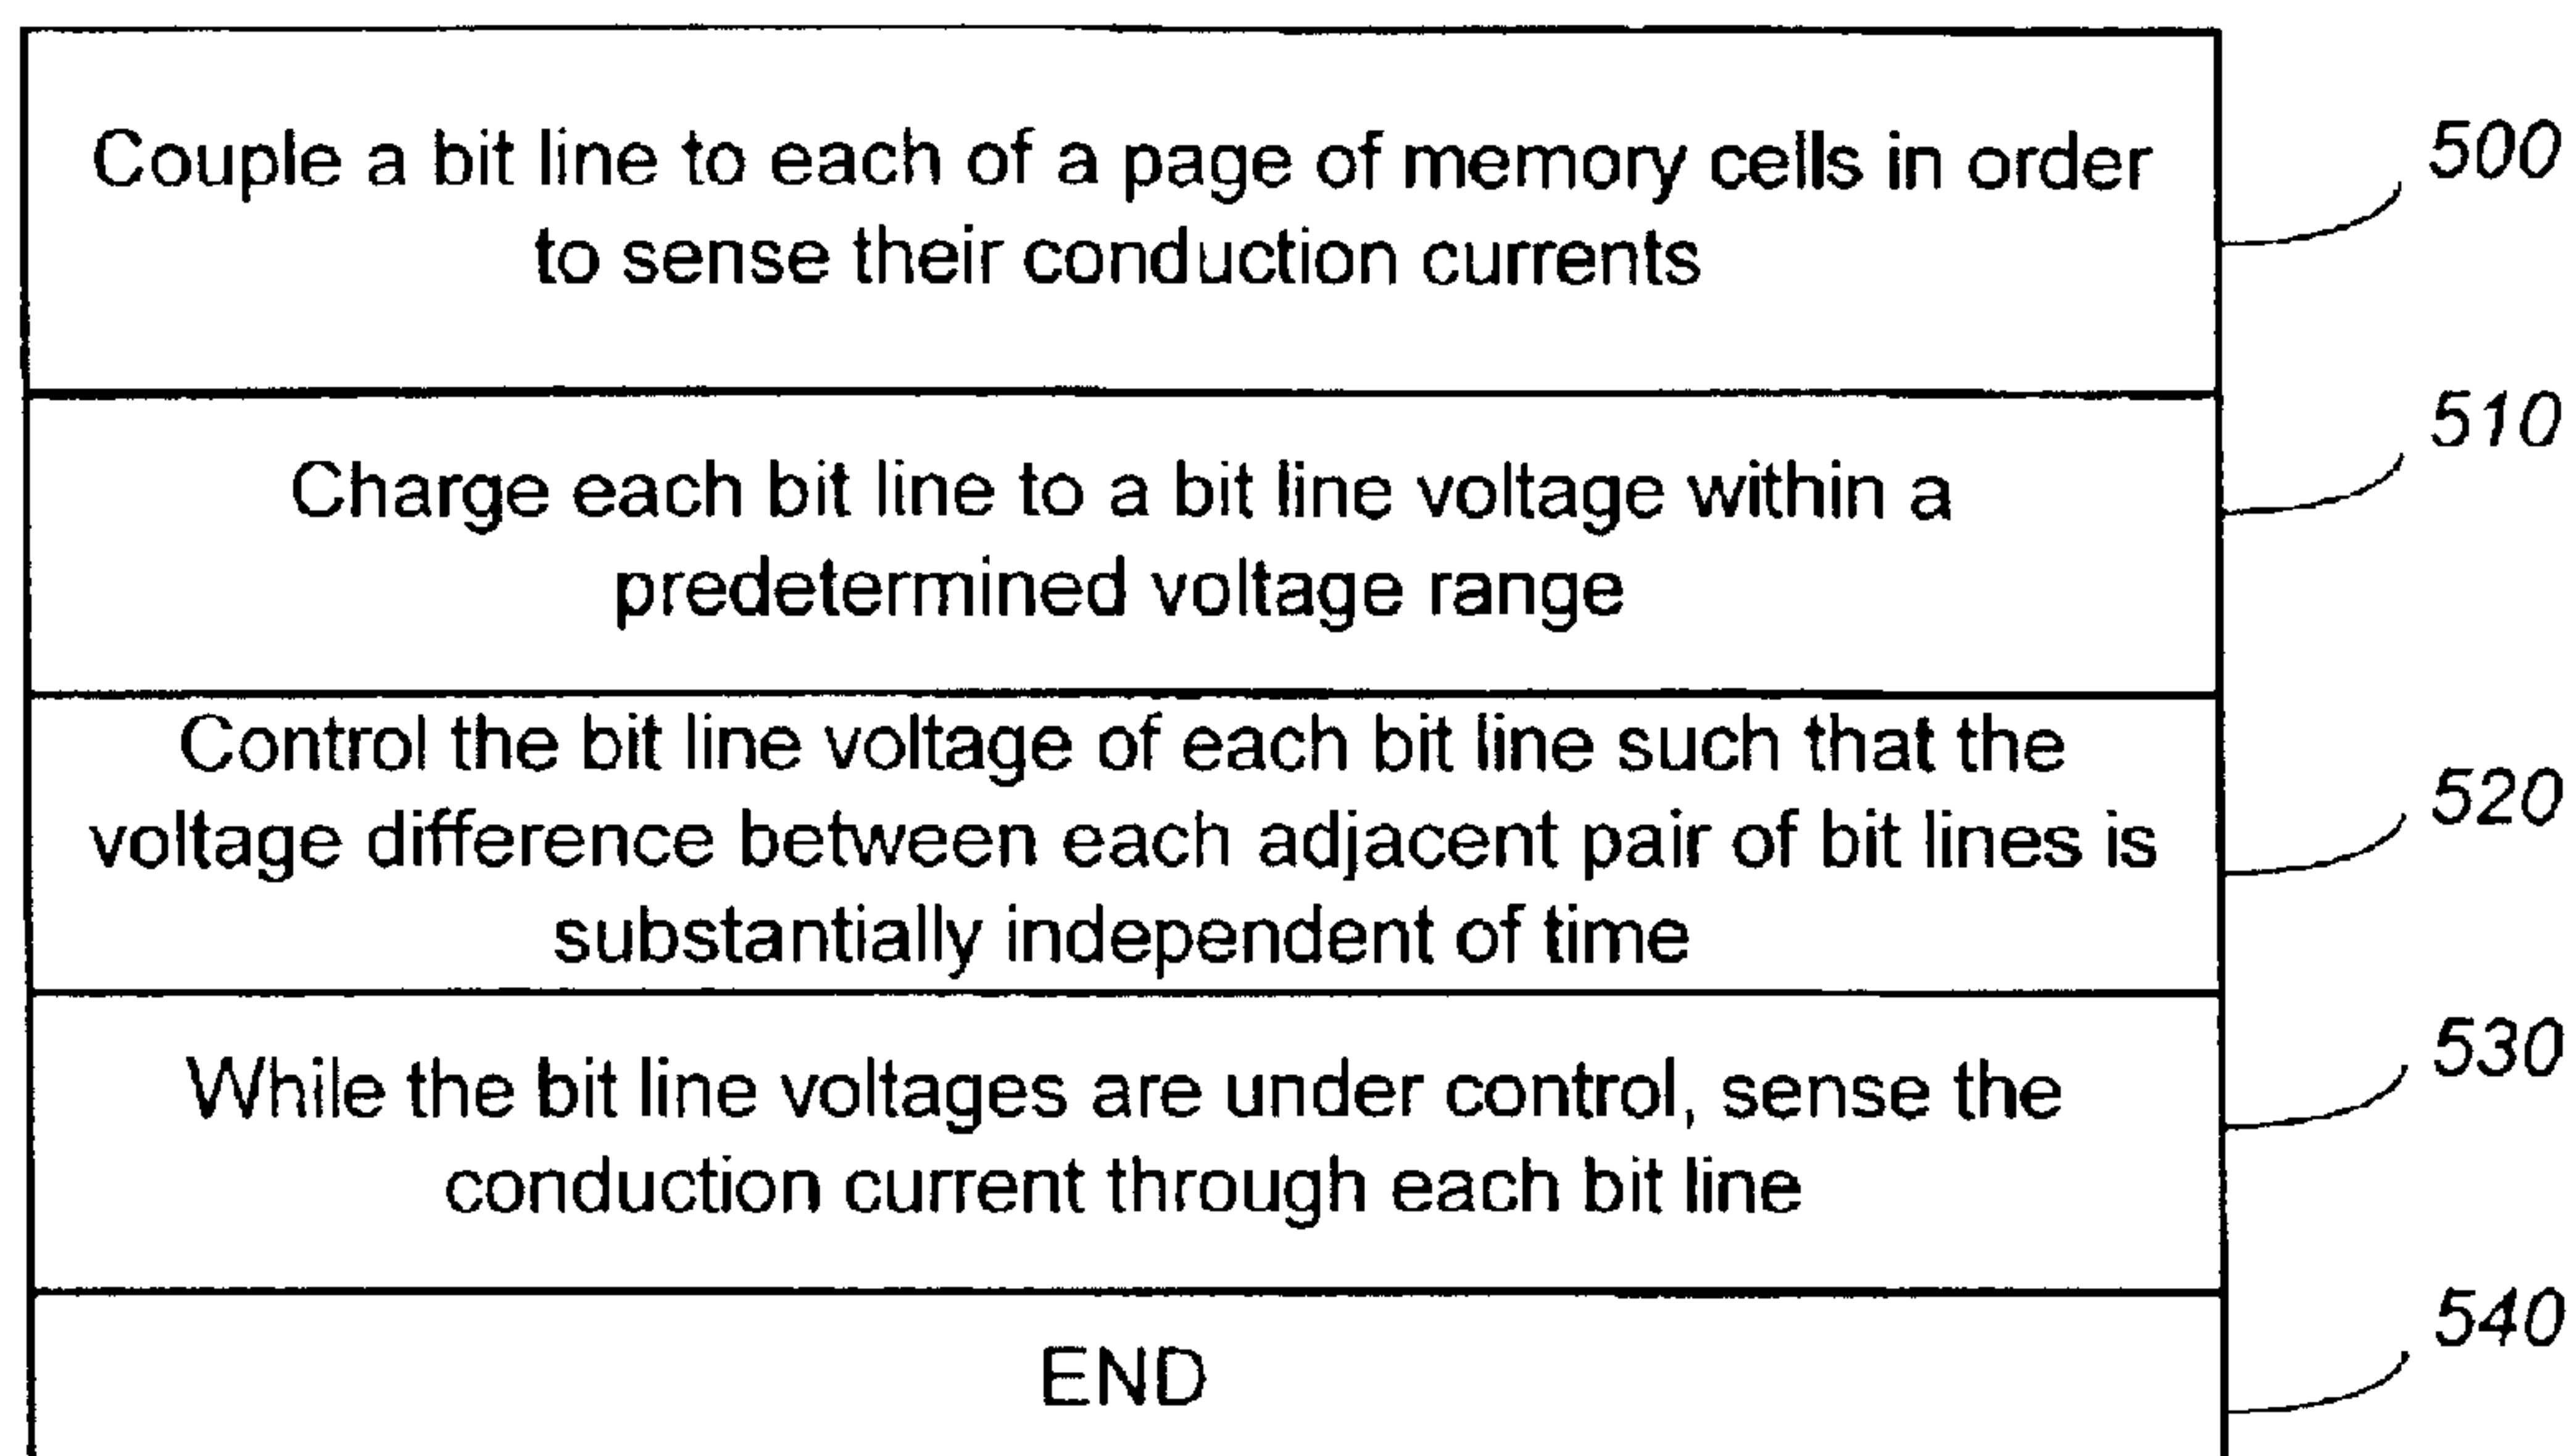 Couple a bit line to each of a page of memory cells in order
to sense their conduction currents
500
Charge each bit line to a bit line voltage within a
predetermined voltage range
510
Control the bit line voltage of each bit line such that the
voltage difference between each adjacent pair of bit lines is
substantially independent of time
520
While the bit line voltages are under control, sense the
conduction current through each bit line
530
END
540